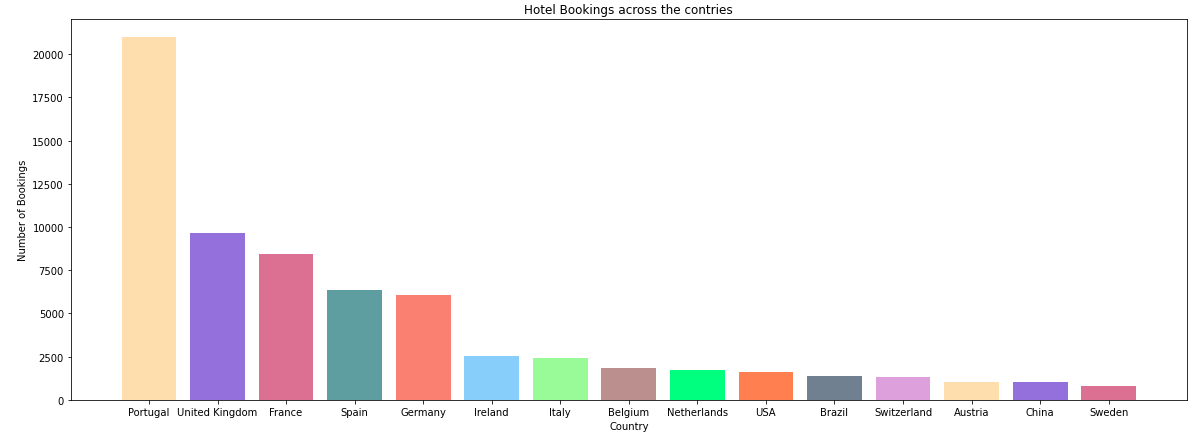 Hotel Bookings across the contries
20000
17500
15000
12500
10000
7500
5000
2500
0
Number of Bookings
Portugal United Kingdom France Spain Germany Ireland Italy Belgium Netherlands USA Brazil Switzerland Austria China Sweden
Country